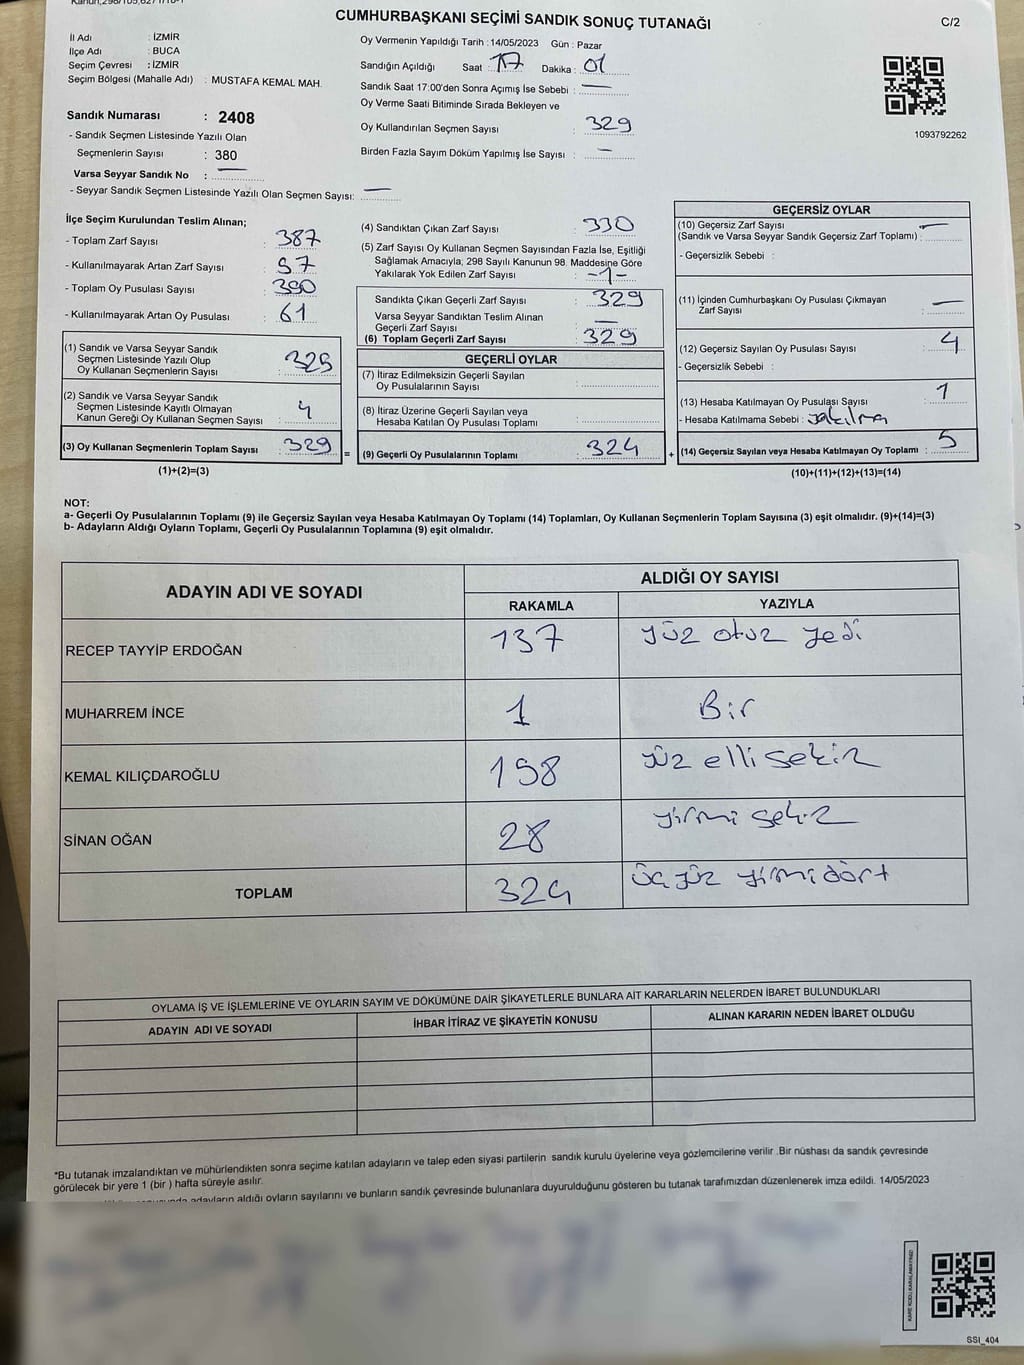 CUMHURBAŞKANI SEÇİMİ SANDIK SONUÇ TUTANAĞI
C/2
İl Adı : İZMİR
İlçe Adı : BUCA
Seçim Çevresi : İZMİR
Seçim Bölgesi (Mahalle Adı) : MUSTAFA KEMAL MAH.
Sandık Numarası : 2408
- Sandık Seçmen Listesinde Yazılı Olan
Seçmenlerin Sayısı : 380
Varsa Seyyar Sandık No : —
- Seyyar Sandık Seçmen Listesinde Yazılı Olan Seçmen Sayısı: —
Oy Vermenin Yapıldığı Tarih : 14/05/2023 Gün : Pazar
Sandığın Açıldığı Saat : 17 Dakika : 01
Sandık Saat 17:00'den Sonra Açımış İse Sebebi : —
Oy Verme Saati Bitiminde Sırada Bekleyen ve
Oy Kullandırılan Seçmen Sayısı : 329
Birden Fazla Sayım Döküm Yapılmış İse Sayısı : —
1093792262
İlçe Seçim Kurulundan Teslim Alınan;
- Toplam Zarf Sayısı : 387
- Kullanılmayarak Artan Zarf Sayısı : 57
- Toplam Oy Pusulası Sayısı : 390
- Kullanılmayarak Artan Oy Pusulası : 61
(1) Sandık ve Varsa Seyyar Sandık
Seçmen Listesinde Yazılı Olup
Oy Kullanan Seçmenlerin Sayısı : 325
(2) Sandık ve Varsa Seyyar Sandık
Seçmen Listesinde Kayıtlı Olmayan
Kanun Gereği Oy Kullanan Seçmen Sayısı : 4
(3) Oy Kullanan Seçmenlerin Toplam Sayısı : 329
(1)+(2)=(3)
=
(4) Sandıktan Çıkan Zarf Sayısı : 330
(5) Zarf Sayısı Oy Kullanan Seçmen Sayısından Fazla İse, Eşitliği
Sağlamak Amacıyla; 298 Sayılı Kanunun 98. Maddesine Göre
Yakılarak Yok Edilen Zarf Sayısı : -1-
Sandıkta Çıkan Geçerli Zarf Sayısı : 329
Varsa Seyyar Sandıktan Teslim Alınan
Geçerli Zarf Sayısı : —
(6) Toplam Geçerli Zarf Sayısı : 329
GEÇERLİ OYLAR
(7) İtiraz Edilmeksizin Geçerli Sayılan
Oy Pusulalarının Sayısı :
(8) İtiraz Üzerine Geçerli Sayılan veya
Hesaba Katılan Oy Pusulası Toplamı :
(9) Geçerli Oy Pusulalarının Toplamı : 324
+
GEÇERSİZ OYLAR
(10) Geçersiz Zarf Sayısı : —
(Sandık ve Varsa Seyyar Sandık Geçersiz Zarf Toplamı) :
- Geçersizlik Sebebi :
(11) İçinden Cumhurbaşkanı Oy Pusulası Çıkmayan
Zarf Sayısı : —
(12) Geçersiz Sayılan Oy Pusulası Sayısı : 4
- Geçersizlik Sebebi :
(13) Hesaba Katılmayan Oy Pusulası Sayısı : 1
- Hesaba Katılmama Sebebi : yakılma
(14) Geçersiz Sayılan veya Hesaba Katılmayan Oy Toplamı : 5
(10)+(11)+(12)+(13)=(14)
NOT:
a- Geçerli Oy Pusulalarının Toplamı (9) ile Geçersiz Sayılan veya Hesaba Katılmayan Oy Toplamı (14) Toplamları, Oy Kullanan Seçmenlerin Toplam Sayısına (3) eşit olmalıdır. (9)+(14)=(3)
b- Adayların Aldığı Oyların Toplamı, Geçerli Oy Pusulalarının Toplamına (9) eşit olmalıdır.
ADAYIN ADI VE SOYADI
ALDIĞI OY SAYISI
RAKAMLA YAZIYLA
RECEP TAYYİP ERDOĞAN 137 yüz otuz yedi
MUHARREM İNCE 1 Bir
KEMAL KILIÇDAROĞLU 158 yüz elli sekiz
SİNAN OĞAN 28 yirmi sekiz
TOPLAM 324 üç yüz yirmi dört
OYLAMA İŞ VE İŞLEMLERİNE VE OYLARIN SAYIM VE DÖKÜMÜNE DAİR ŞİKAYETLERLE BUNLARA AİT KARARLARIN NELERDEN İBARET BULUNDUKLARI
ADAYIN ADI VE SOYADI İHBAR İTİRAZ VE ŞİKAYETİN KONUSU ALINAN KARARIN NEDEN İBARET OLDUĞU
*Bu tutanak imzalandıktan ve mühürlendikten sonra seçime katılan adayların ve talep eden siyasi partilerin sandık kurulu üyelerine veya gözlemcilerine verilir .Bir nüshası da sandık çevresinde
görülecek bir yere 1 (bir ) hafta süreyle asılır.
adayların aldığı oyların sayılarını ve bunların sandık çevresinde bulunanlara duyurulduğunu gösteren bu tutanak tarafımızdan düzenlenerek imza edildi. 14/05/2023
KARE KODU KARALAMAYINIZ!
SSI_404